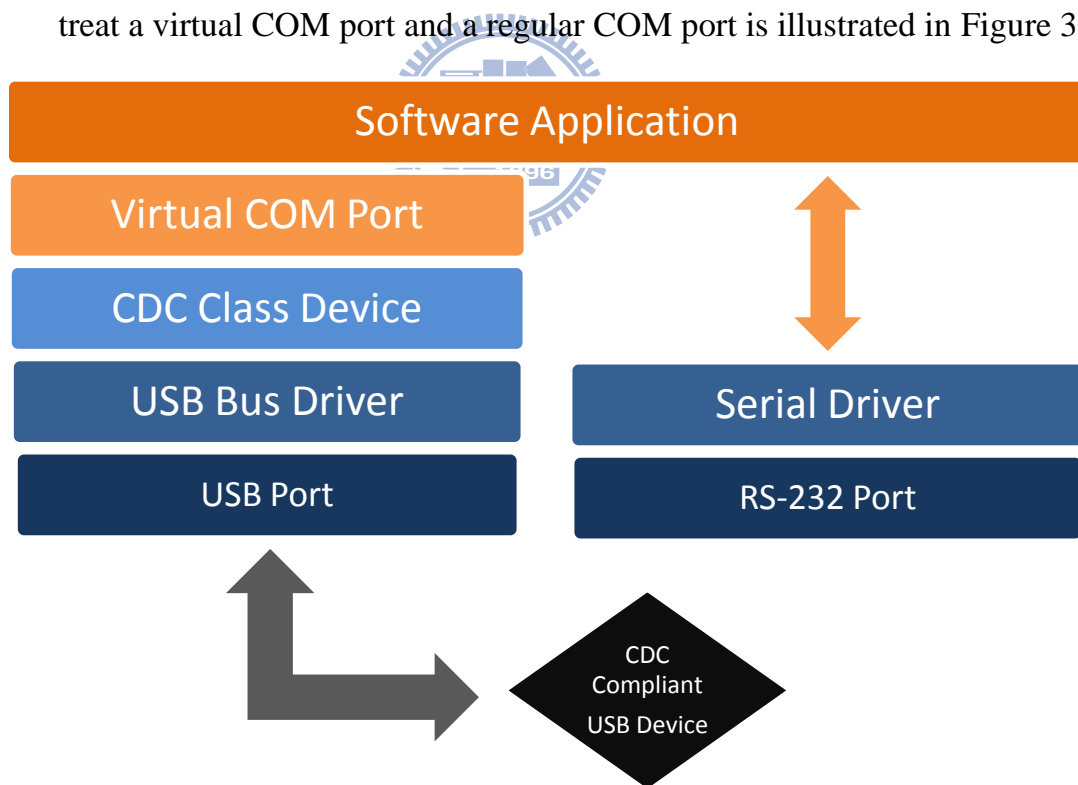 treat a virtual COM port and a regular COM port is illustrated in Figure 3
Software Application
1896
Virtual COM Port
CDC Class Device
USB Bus Driver
Serial Driver
USB Port
RS-232 Port
CDC
Compliant
USB Device